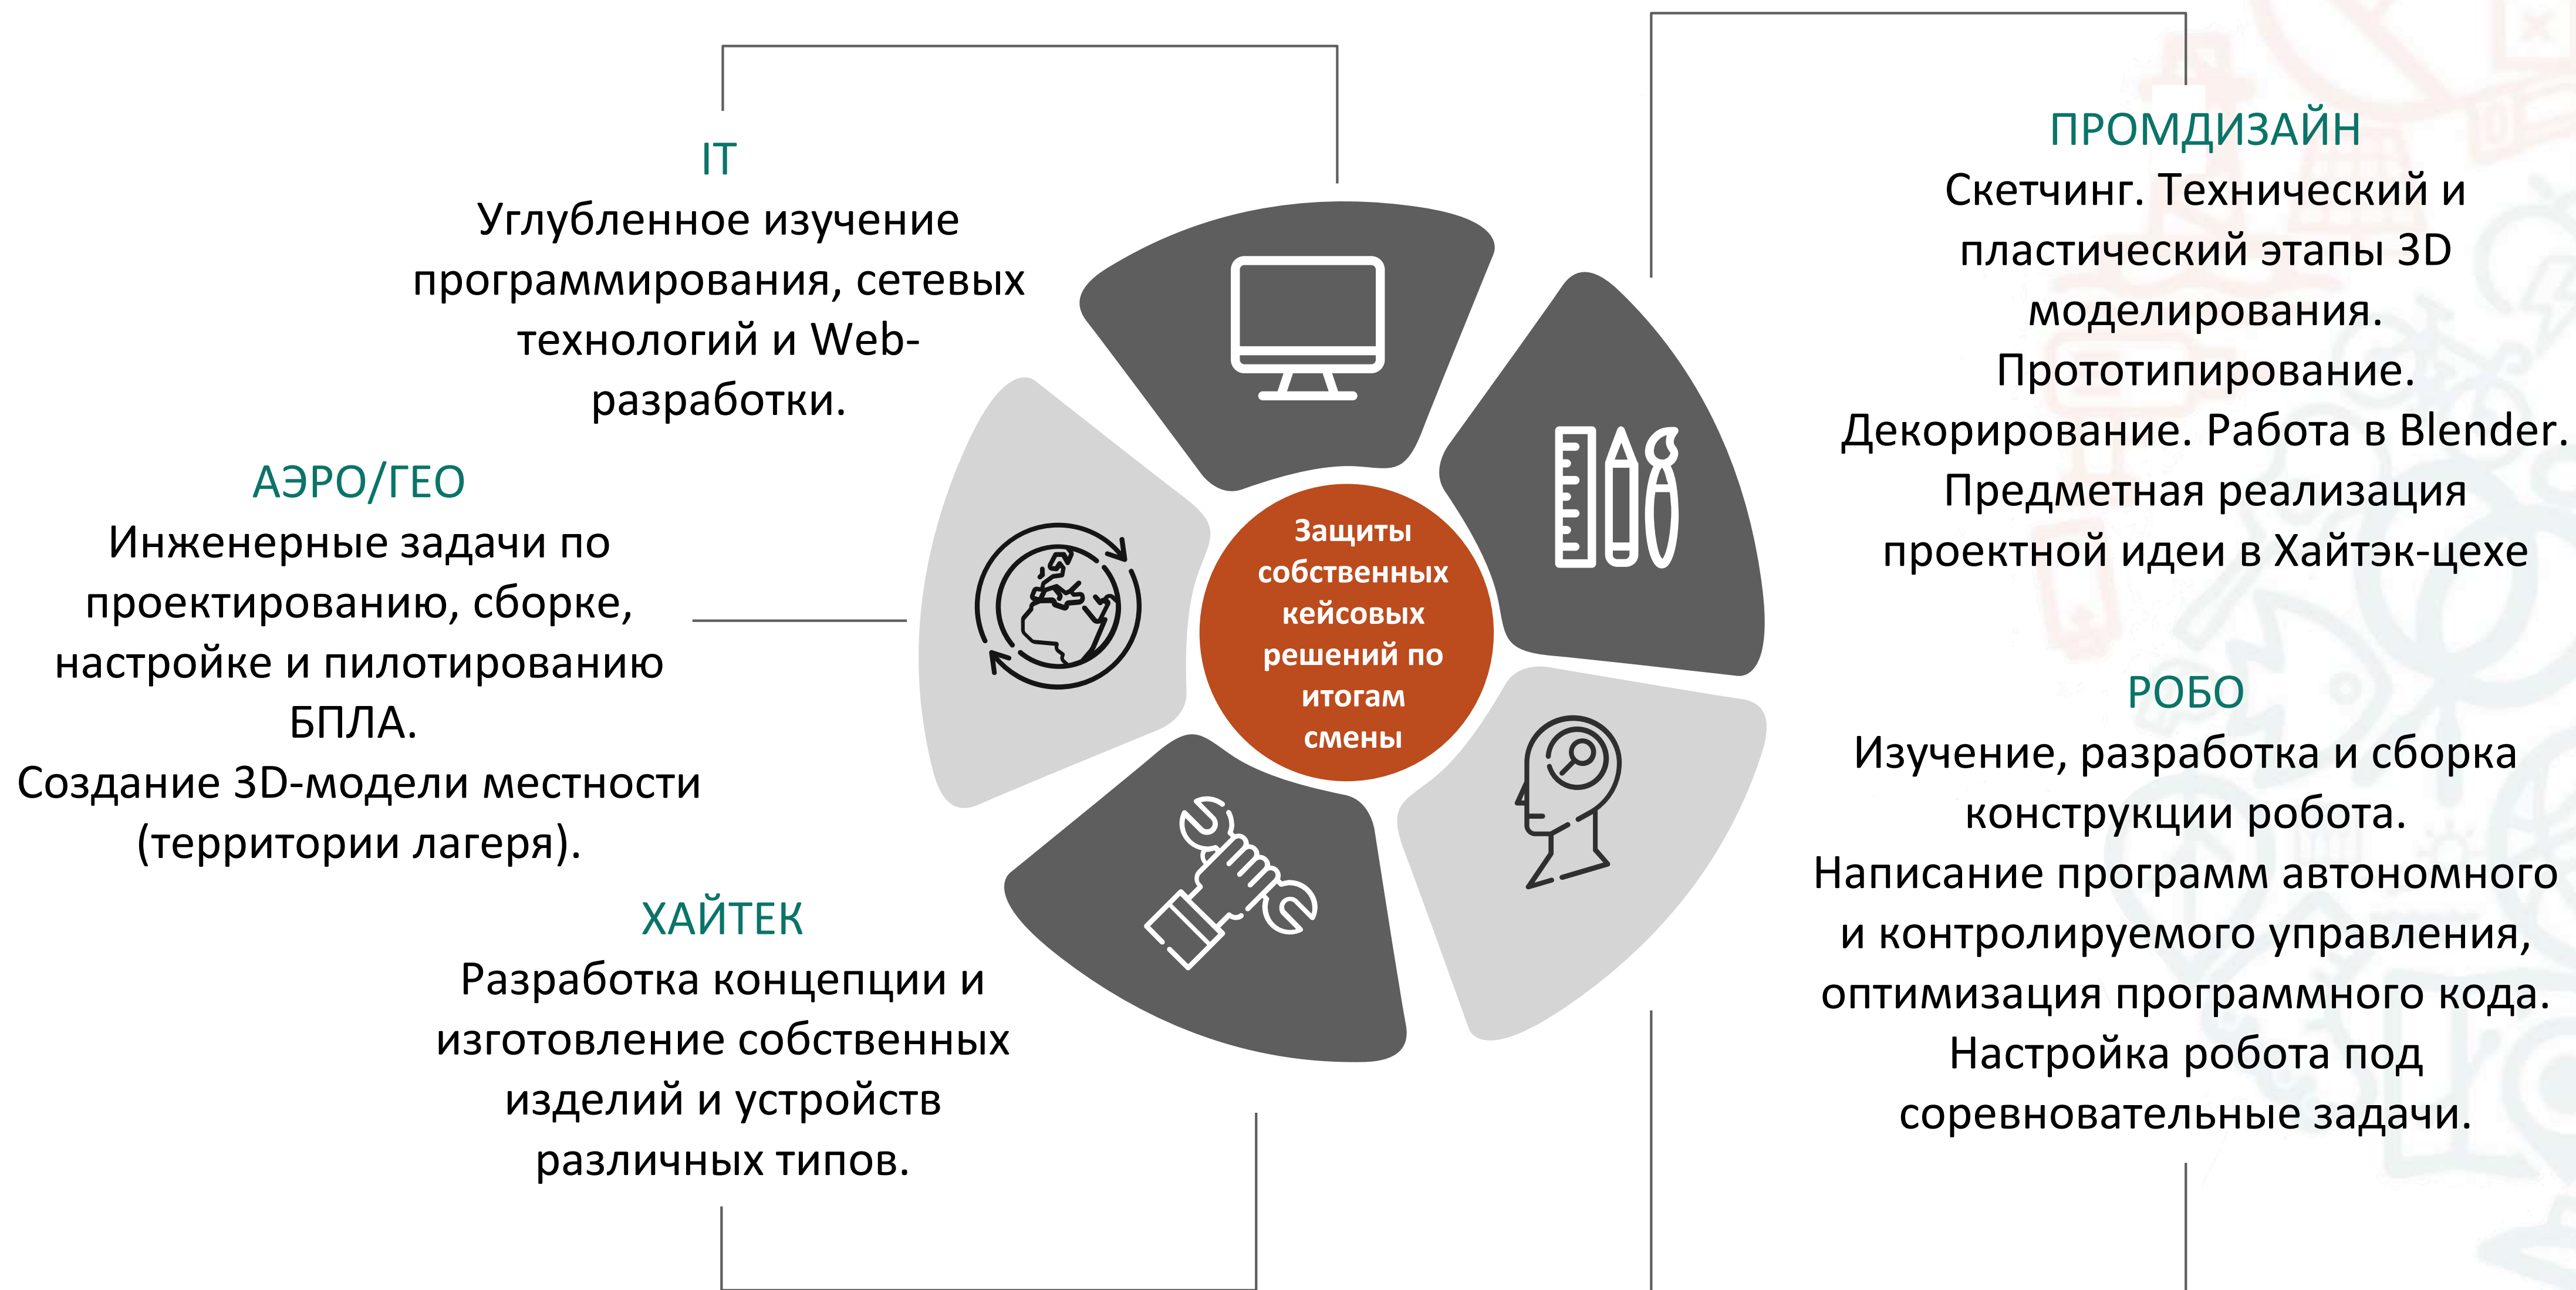 IT
Углубленное изучение
программирования, сетевых
технологий и Web-
разработки.
АЭРО/ГЕО
Инженерные задачи по
проектированию, сборке,
настройке и пилотированию
БПЛА.
Создание 3D-модели местности
(территории лагеря).
ХАЙТЕК
Разработка концепции и
изготовление собственных
изделий и устройств
различных типов.
Защиты
собственных
кейсовых
решений по
итогам
смены
ПРОМДИЗАЙН
Скетчинг. Технический и
пластический этапы 3D
моделирования.
Прототипирование.
Декорирование. Работа в Blender.
Предметная реализация
проектной идеи в Хайтэк-цехе
РОБО
Изучение, разработка и сборка
конструкции робота.
Написание программ автономного
и контролируемого управления,
оптимизация программного кода.
Настройка робота под
соревновательные задачи.